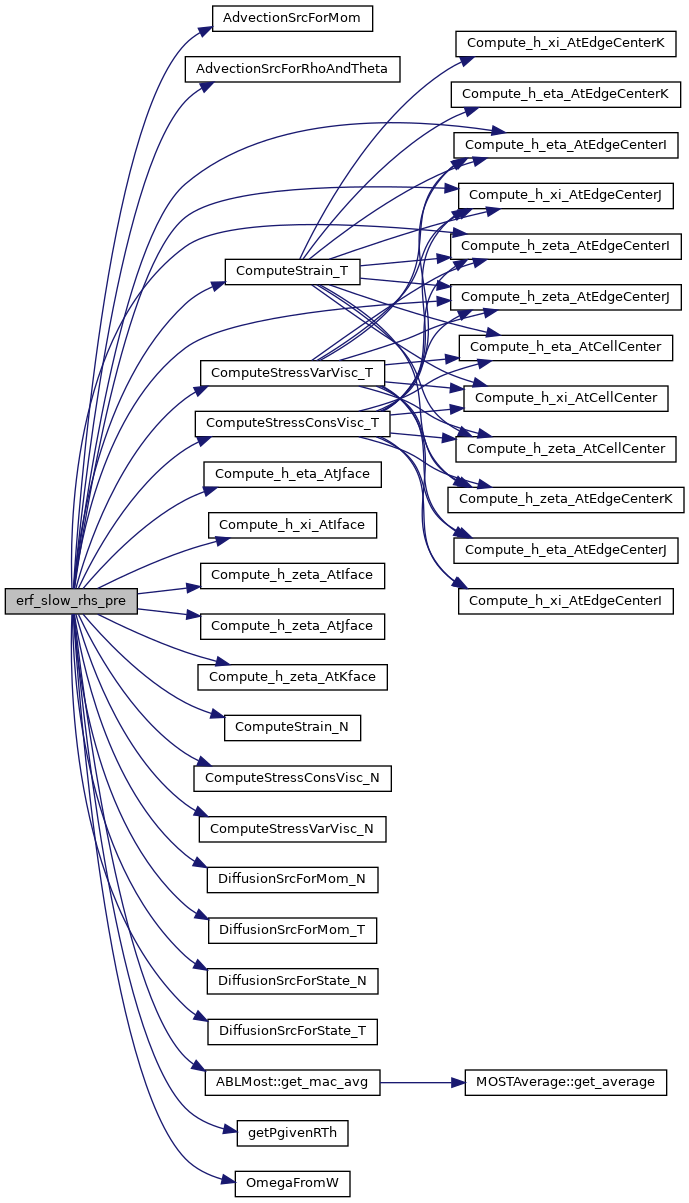 AdvectionSrcForMom
AdvectionSrcForRhoAndTheta
Compute_h_xi_AtEdgeCenterK
Compute_h_eta_AtEdgeCenterK
Compute_h_eta_AtEdgeCenterI
Compute_h_xi_AtEdgeCenterJ
Compute_h_zeta_AtEdgeCenterI
ComputeStrain_T
Compute_h_zeta_AtEdgeCenterJ
Compute_h_eta_AtCellCenter
ComputeStressVarVisc_T
Compute_h_xi_AtCellCenter
ComputeStressConsVisc_T
Compute_h_zeta_AtCellCenter
Compute_h_eta_AtJface
Compute_h_zeta_AtEdgeCenterK
Compute_h_xi_AtIface
Compute_h_eta_AtEdgeCenterJ
Compute_h_zeta_AtIface
erf_slow_rhs_pre
Compute_h_xi_AtEdgeCenterI
Compute_h_zeta_AtJface
Compute_h_zeta_AtKface
ComputeStrain_N
ComputeStressConsVisc_N
ComputeStressVarVisc_N
DiffusionSrcForMom_N
DiffusionSrcForMom_T
DiffusionSrcForState_N
DiffusionSrcForState_T
ABLMost::get_mac_avg
MOSTAverage::get_average
getPgivenRTh
OmegaFromW